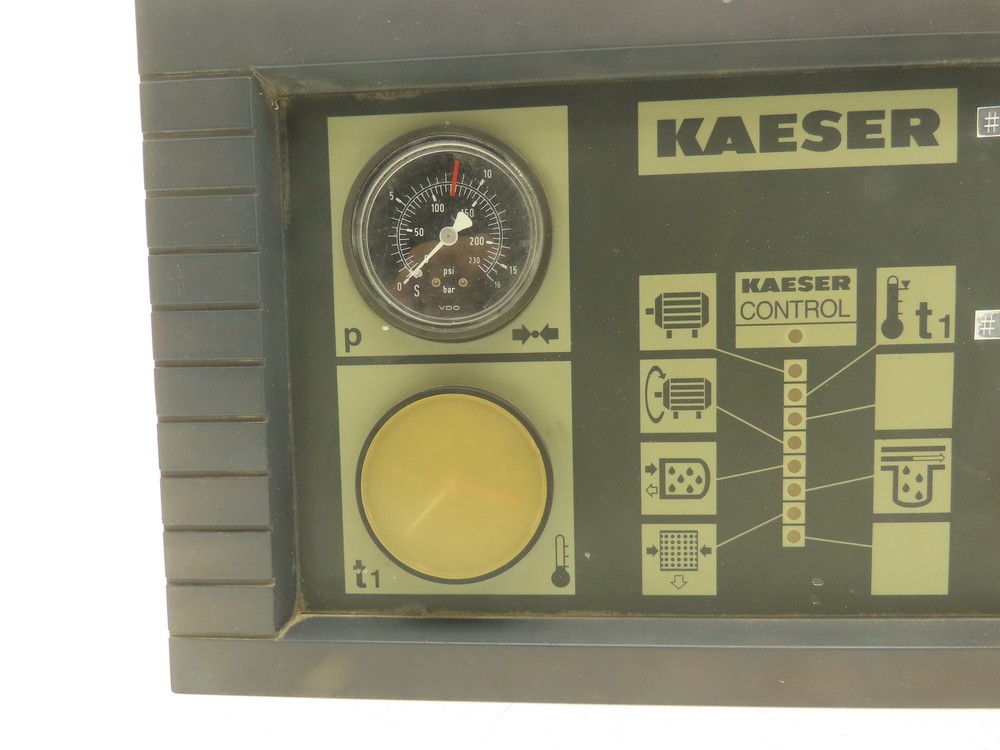 KAESER
#
5
10
100
150
50
200
230
psi
15
0
S
bar
16
VDO
p
KAESER
CONTROL
t1
#
t1